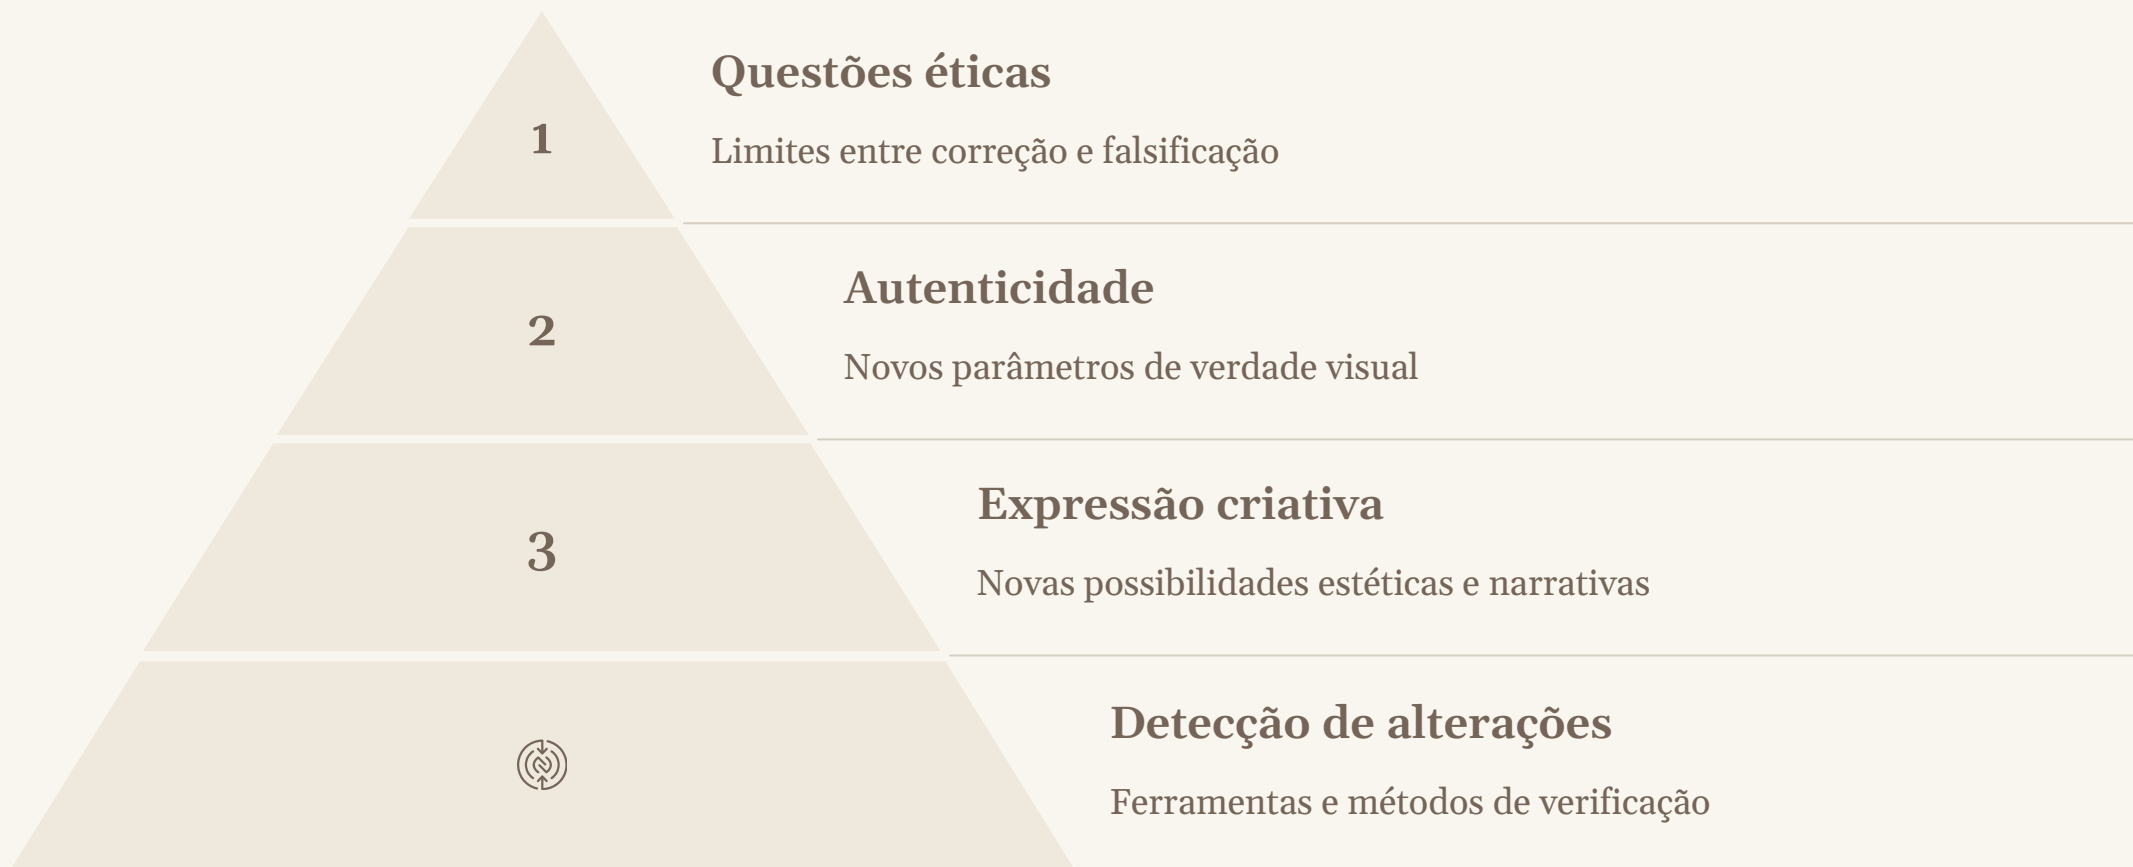 1
Questões éticas
Limites entre correção e falsificação
2
Autenticidade
Novos parâmetros de verdade visual
3
Expressão criativa
Novas possibilidades estéticas e narrativas
Detecção de alterações
Ferramentas e métodos de verificação